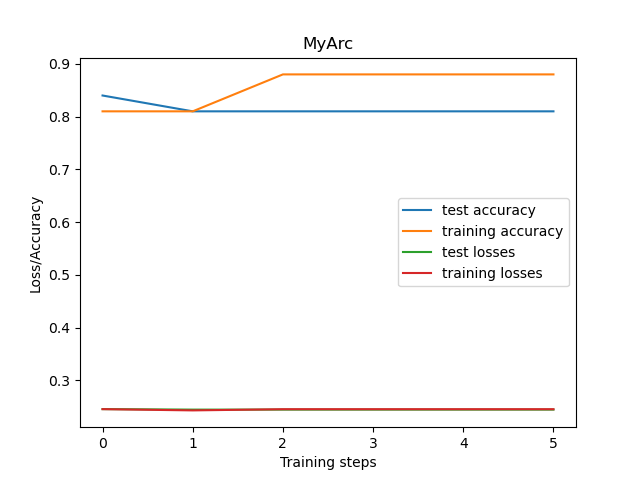 MyArc
0.9
0.8
0.7
0.6
0.5
0.4
0.3
Loss/Accuracy
test accuracy
training accuracy
test losses
training losses
0 1 2 3 4 5
Training steps